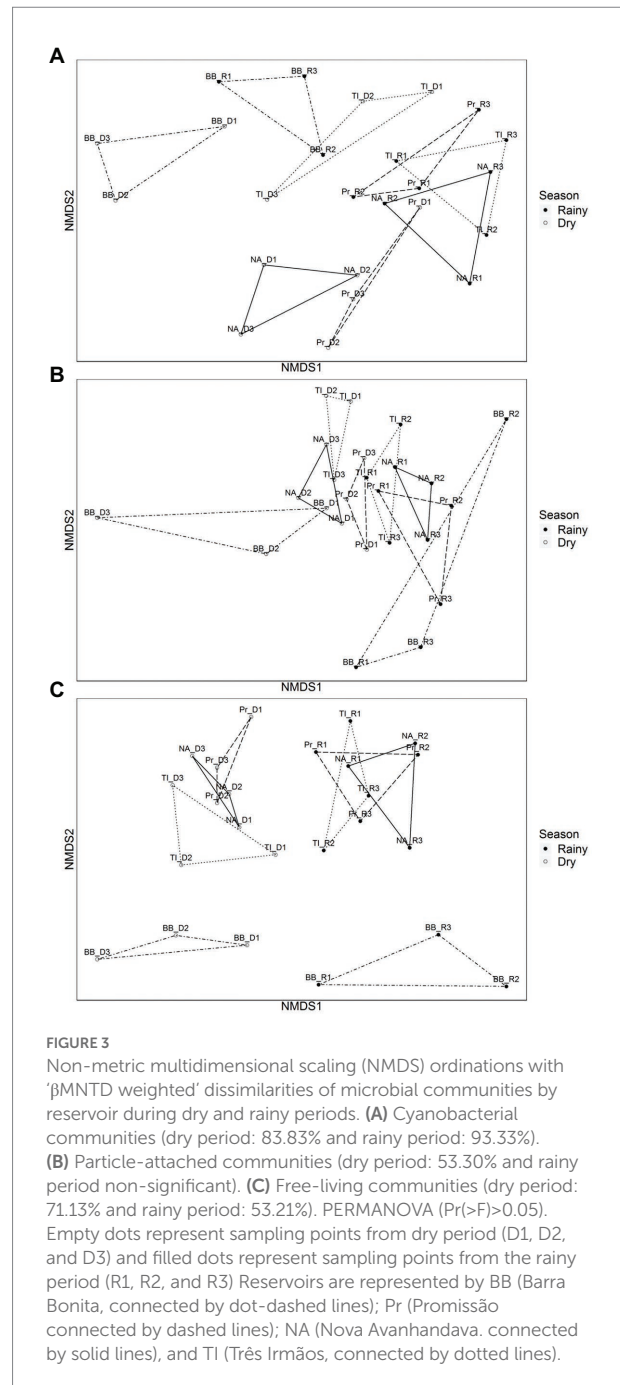 A
BB_R1
BB_R3
TI_D2
TI_D1
BB_D3
BB_D1
Pr_R3
BB_R2
TI_R1
TI_R3
BB_D2
TI_D3
Pr_R2
Pr_R1
NA_R3
NA_R2
Pr_D1
TI_R2
NA_D1
NA_D2
NA_R1
Pr_D3
NA_D3
Pr_D2
NMDS2
NMDS1
Season
Rainy
Dry
B
TI_D2
TI_D1
TI_R2
BB_R2
NA_D3
Pr_D3
NA_R1
TI_D3
TI_R1
NA_R2
NA_D2
Pr_D2
Pr_R1
BB_D3
BB_D1
Pr_R2
NA_D1
BB_D2
Pr_D1
TI_R3
NA_R3
Pr_R3
BB_R3
BB_R1
NMDS2
NMDS1
Season
Rainy
Dry
C
Pr_D1
TI_R1
NA_D3
Pr_R1
NA_R2
Pr_R2
Pr_D3
NA_R1
TI_D3
NA_D2
Pr_D2
TI_R3
NA_D1
Pr_R3
TI_D2
TI_D1
TI_R2
NA_R3
BB_D2
BB_D1
BB_D3
BB_R3
BB_R1
BB_R2
NMDS2
NMDS1
Season
Rainy
Dry
FIGURE 3
Non-metric multidimensional scaling (NMDS) ordinations with
‘βMNTD weighted’ dissimilarities of microbial communities by
reservoir during dry and rainy periods. (A) Cyanobacterial
communities (dry period: 83.83% and rainy period: 93.33%).
(B) Particle-attached communities (dry period: 53.30% and rainy
period non-significant). (C) Free-living communities (dry period:
71.13% and rainy period: 53.21%). PERMANOVA (Pr(>F)>0.05).
Empty dots represent sampling points from dry period (D1, D2,
and D3) and filled dots represent sampling points from the rainy
period (R1, R2, and R3) Reservoirs are represented by BB (Barra
Bonita, connected by dot-dashed lines); Pr (Promissão
connected by dashed lines); NA (Nova Avanhandava. connected
by solid lines), and TI (Três Irmãos, connected by dotted lines).